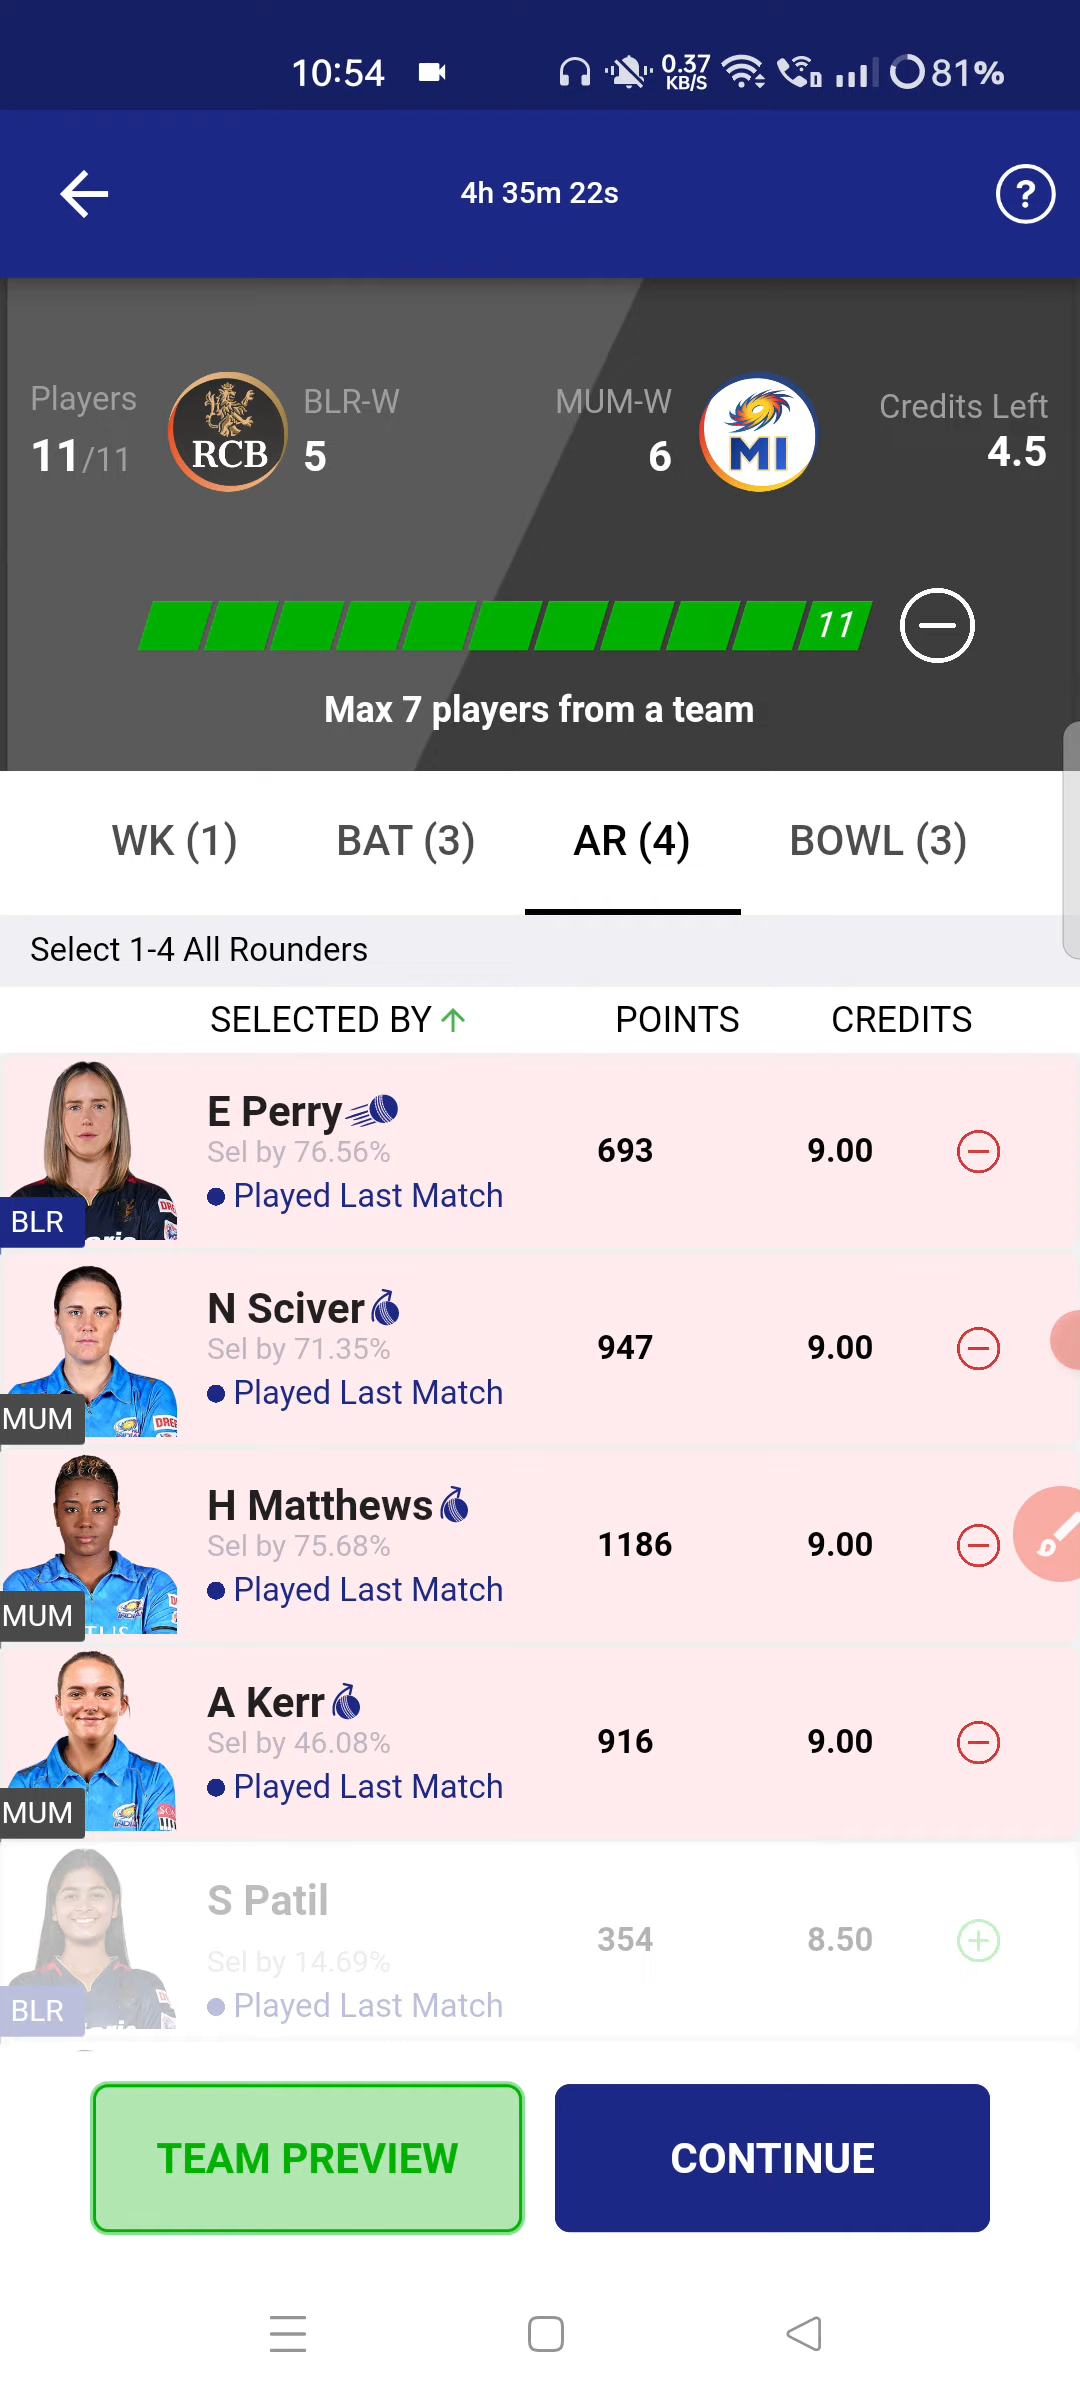 10:54 0.37 KB/S 81%
4h 35m 22s ?
Players BLR-W MUM-W Credits Left
11/11 RCB 5 6 MI 4.5
11
Max 7 players from a team
WK (1) BAT (3) AR (4) BOWL (3)
Select 1-4 All Rounders
SELECTED BY POINTS CREDITS
E Perry
Sel by 76.56% 693 9.00
Played Last Match
BLR
N Sciver
Sel by 71.35% 947 9.00
Played Last Match
MUM
H Matthews
Sel by 75.68% 1186 9.00
Played Last Match
MUM
A Kerr
Sel by 46.08% 916 9.00
Played Last Match
MUM
S Patil
354 8.50
Sel by 14.69%
Played Last Match
BLR
TEAM PREVIEW CONTINUE